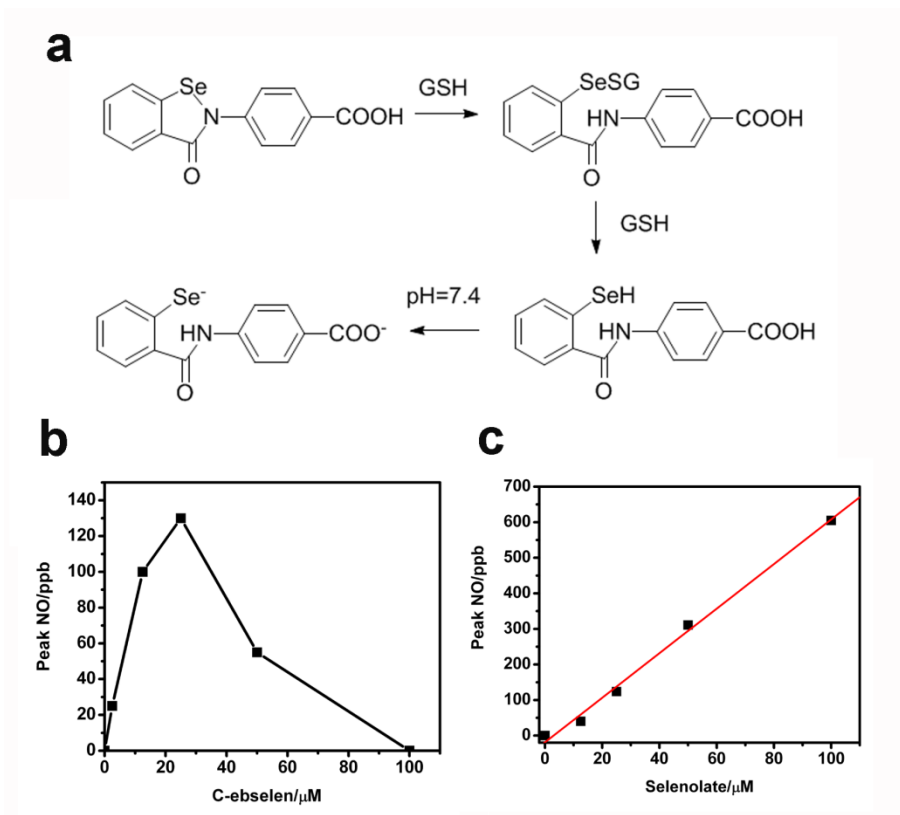 a
Se
N
COOH
O
GSH
SeSG
HN
COOH
O
GSH
SeH
HN
COOH
O
pH=7.4
Se-
HN
COO-
O
b
140
120
100
80
60
40
20
0
Peak NO/ppb
0 20 40 60 80 100
C-ebselen/μM
c
700
600
500
400
300
200
100
0
Peak NO/ppb
0 20 40 60 80 100
Selenolate/μM